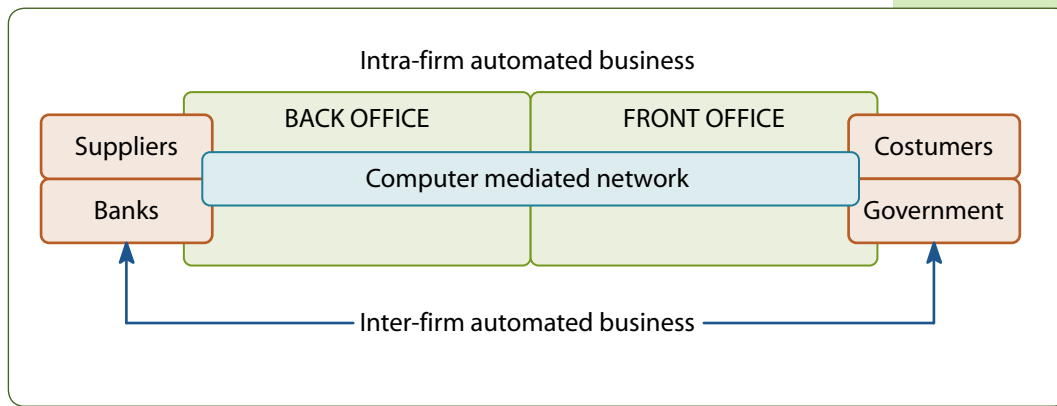 Intra-firm automated business
BACK OFFICE
FRONT OFFICE
Suppliers
Costumers
Computer mediated network
Banks
Government
Inter-firm automated business